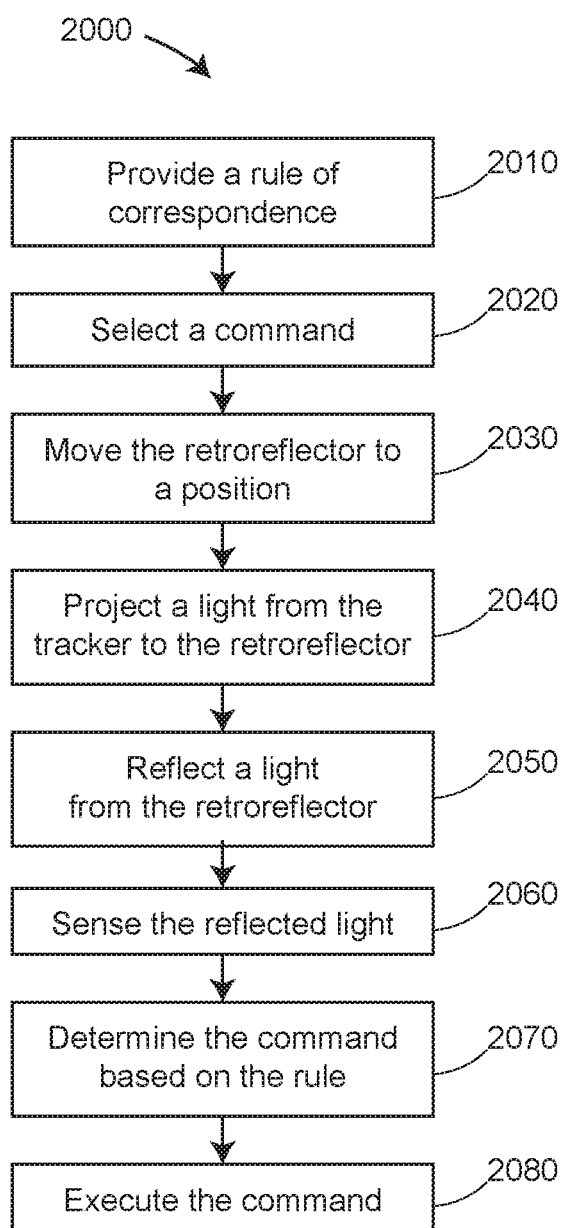 2000
Provide a rule of
correspondence
2010
Select a command
2020
Move the retroreflector to
a position
2030
Project a light from the
tracker to the retroreflector
2040
Reflect a light
from the retroreflector
2050
Sense the reflected light
2060
Determine the command
based on the rule
2070
Execute the command
2080